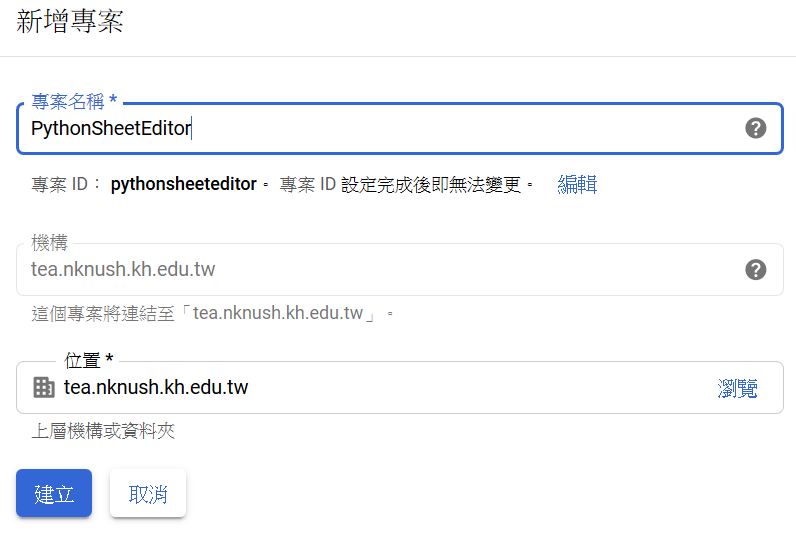 新增專案
專案名稱 *
PythonSheetEditor
專案 ID： pythonsheeteditor。 專案 ID 設定完成後即無法變更。 編輯
機構
tea.nknush.kh.edu.tw
這個專案將連結至「tea.nknush.kh.edu.tw」。
位置 *
tea.nknush.kh.edu.tw 瀏覽
上層機構或資料夾
建立 取消